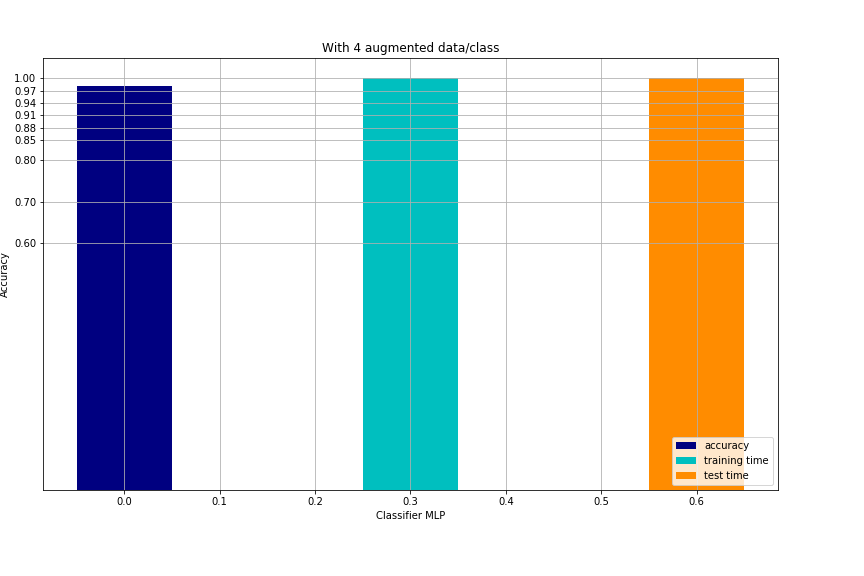 With 4 augmented data/class
1.00
0.97
0.94
0.91
0.88
0.85
0.80
0.70
0.60
Accuracy
accuracy
training time
test time
0.0 0.1 0.2 0.3 0.4 0.5 0.6
Classifier MLP